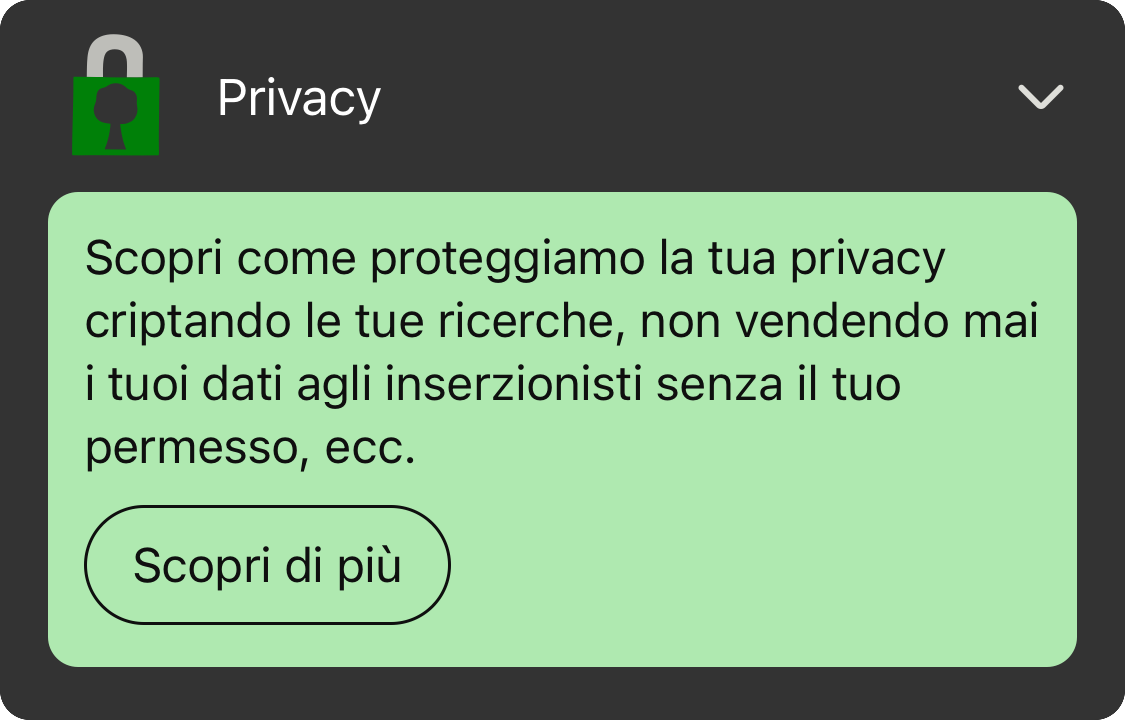 Privacy
Scopri come proteggiamo la tua privacy
criptando le tue ricerche, non vendendo mai
i tuoi dati agli inserzionisti senza il tuo
permesso, ecc.
Scopri di più